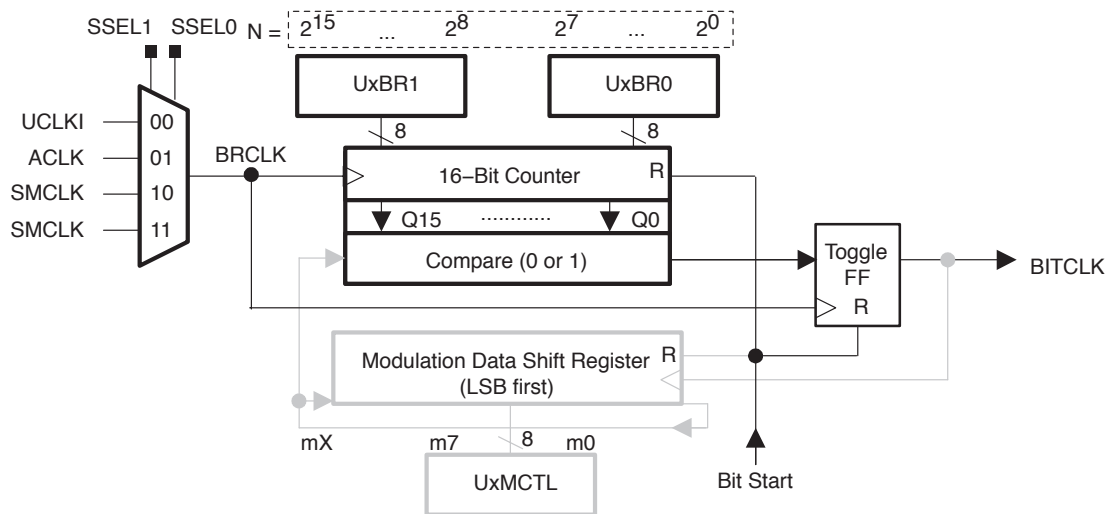 SSEL1 SSEL0 N = 2^15 ... 2^8 2^7 ... 2^0
UxBR1 UxBR0
8 8
UCLKI 00
ACLK 01
SMCLK 10
SMCLK 11
BRCLK
16−Bit Counter R
Q15 ............ Q0
Compare (0 or 1)
Toggle
FF
R
BITCLK
Modulation Data Shift Register R
(LSB first)
mX m7 8 m0
UxMCTL
Bit Start